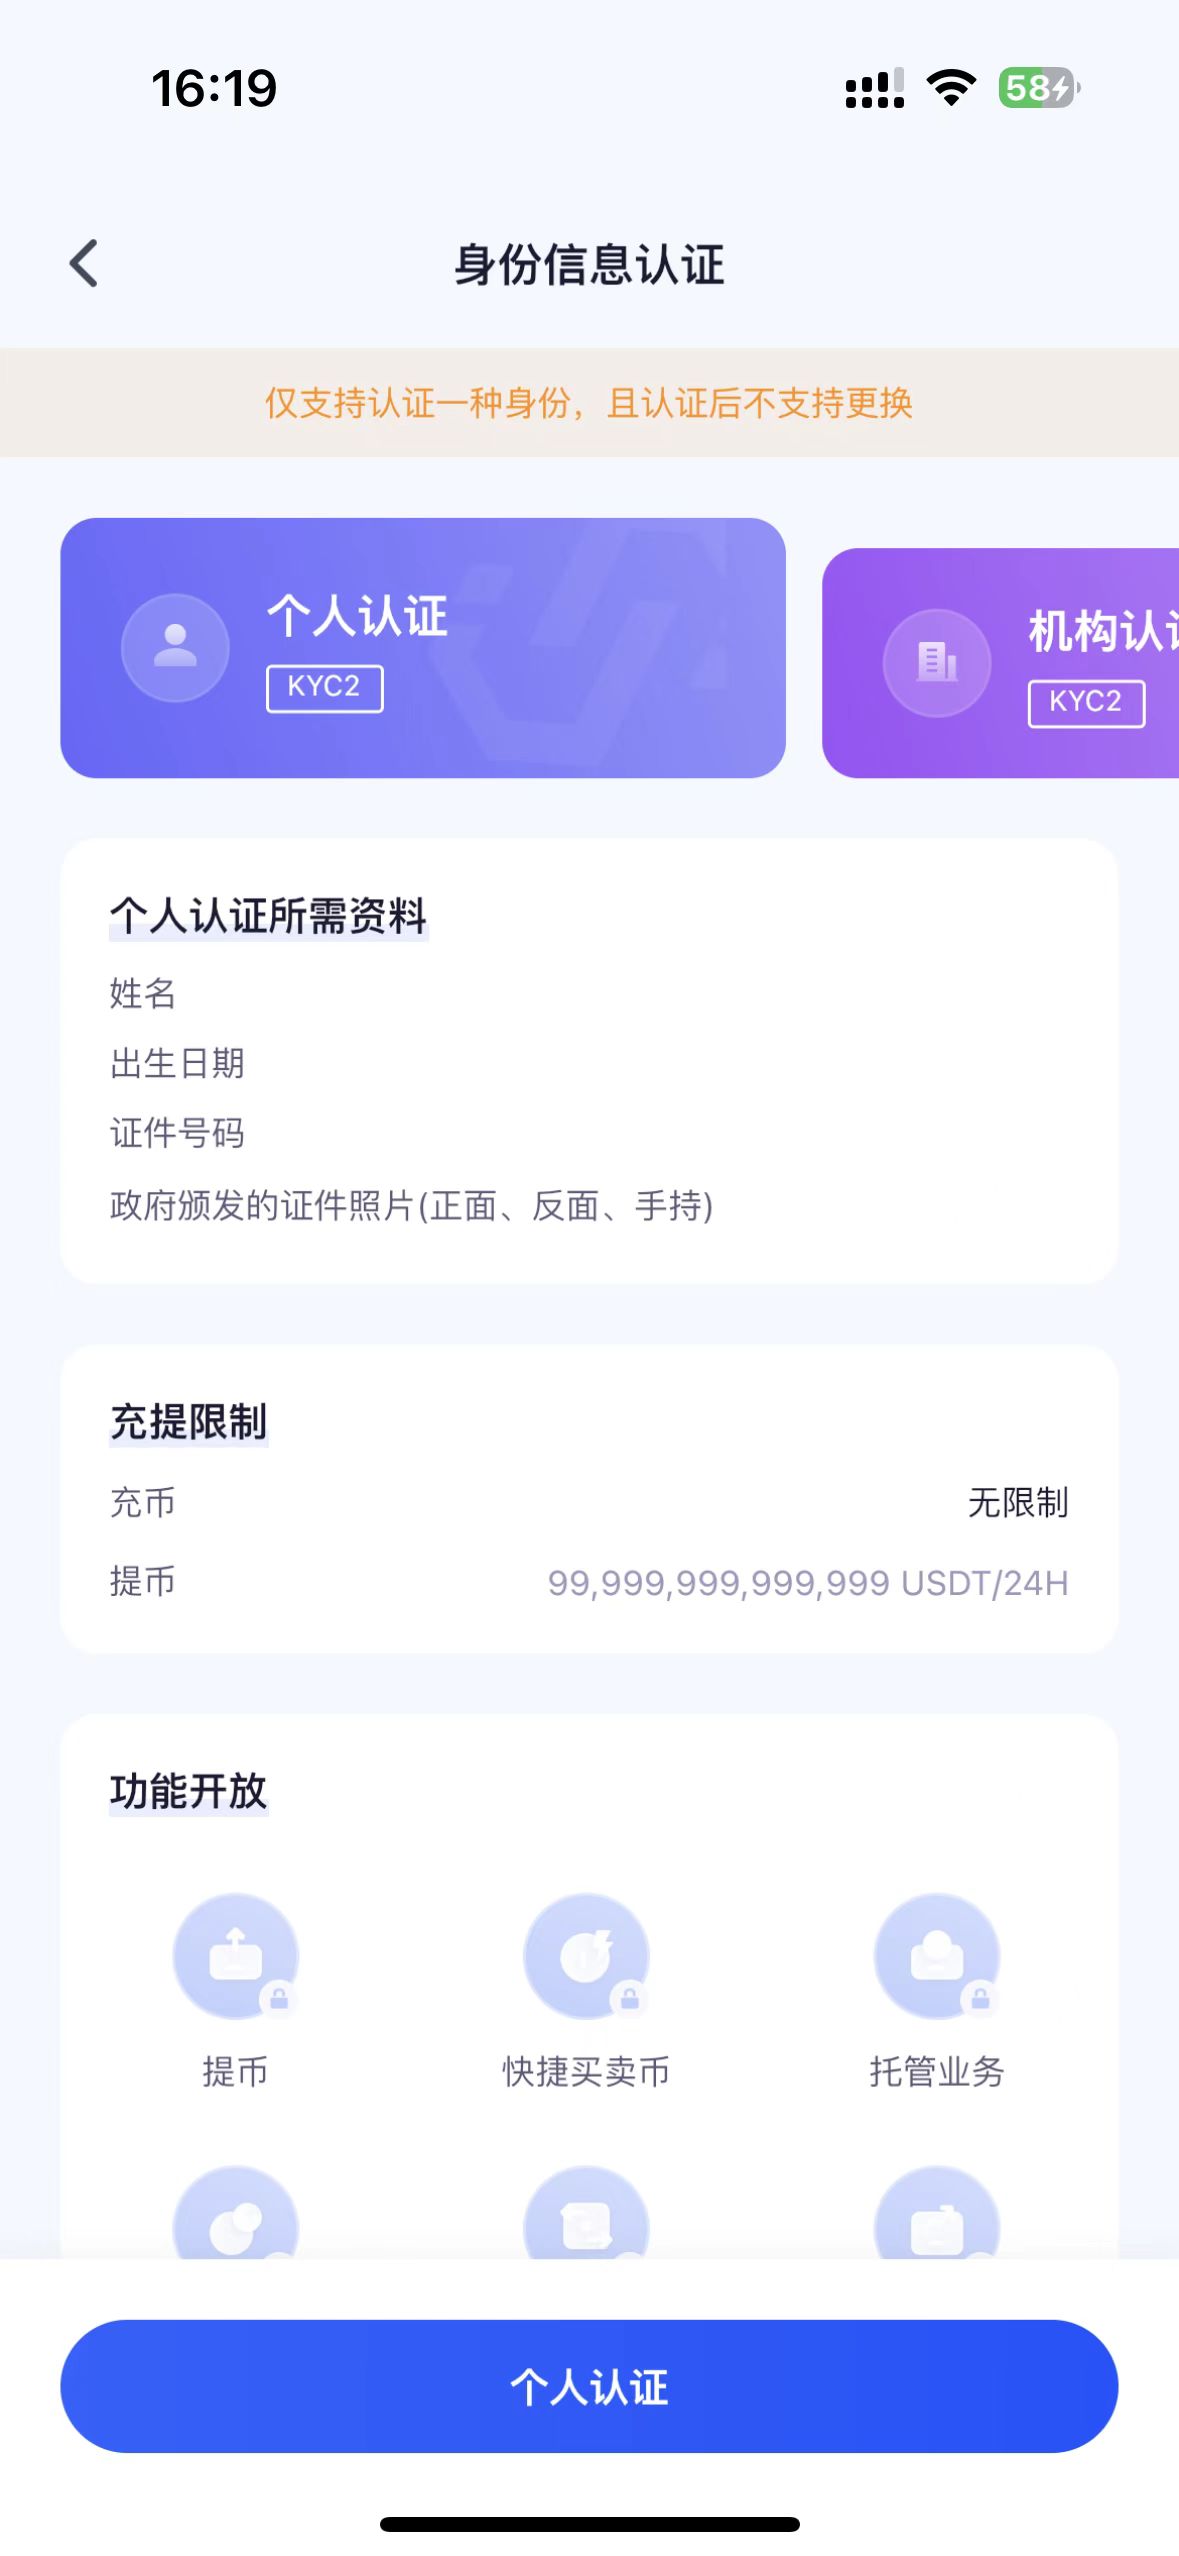 16:19
58
身份信息认证
仅支持认证一种身份，且认证后不支持更换
个人认证
KYC2
机构认
KYC2
个人认证所需资料
姓名
出生日期
证件号码
政府颁发的证件照片(正面、反面、手持)
充提限制
充币 无限制
提币 99,999,999,999,999 USDT/24H
功能开放
提币 快捷买卖币 托管业务
个人认证